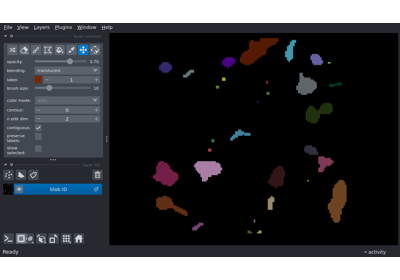 File View Layers Plugins Window Help
opacity: 0.70
blending: translucent
label: 1
brush size: 10
color mode:
contour: 0
n edit dim: 2
contiguous:
preserve
labels:
show
selected:
blob ID
Ready
activity